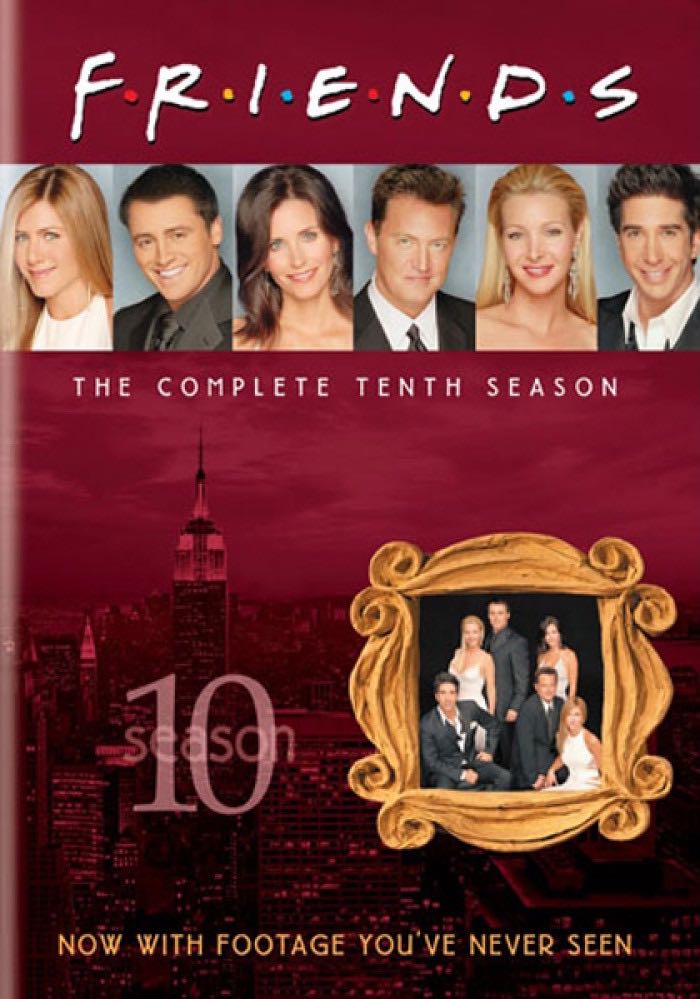 F•R•I•E•N•D•S
THE COMPLETE TENTH SEASON
10
season
NOW WITH FOOTAGE YOU'VE NEVER SEEN